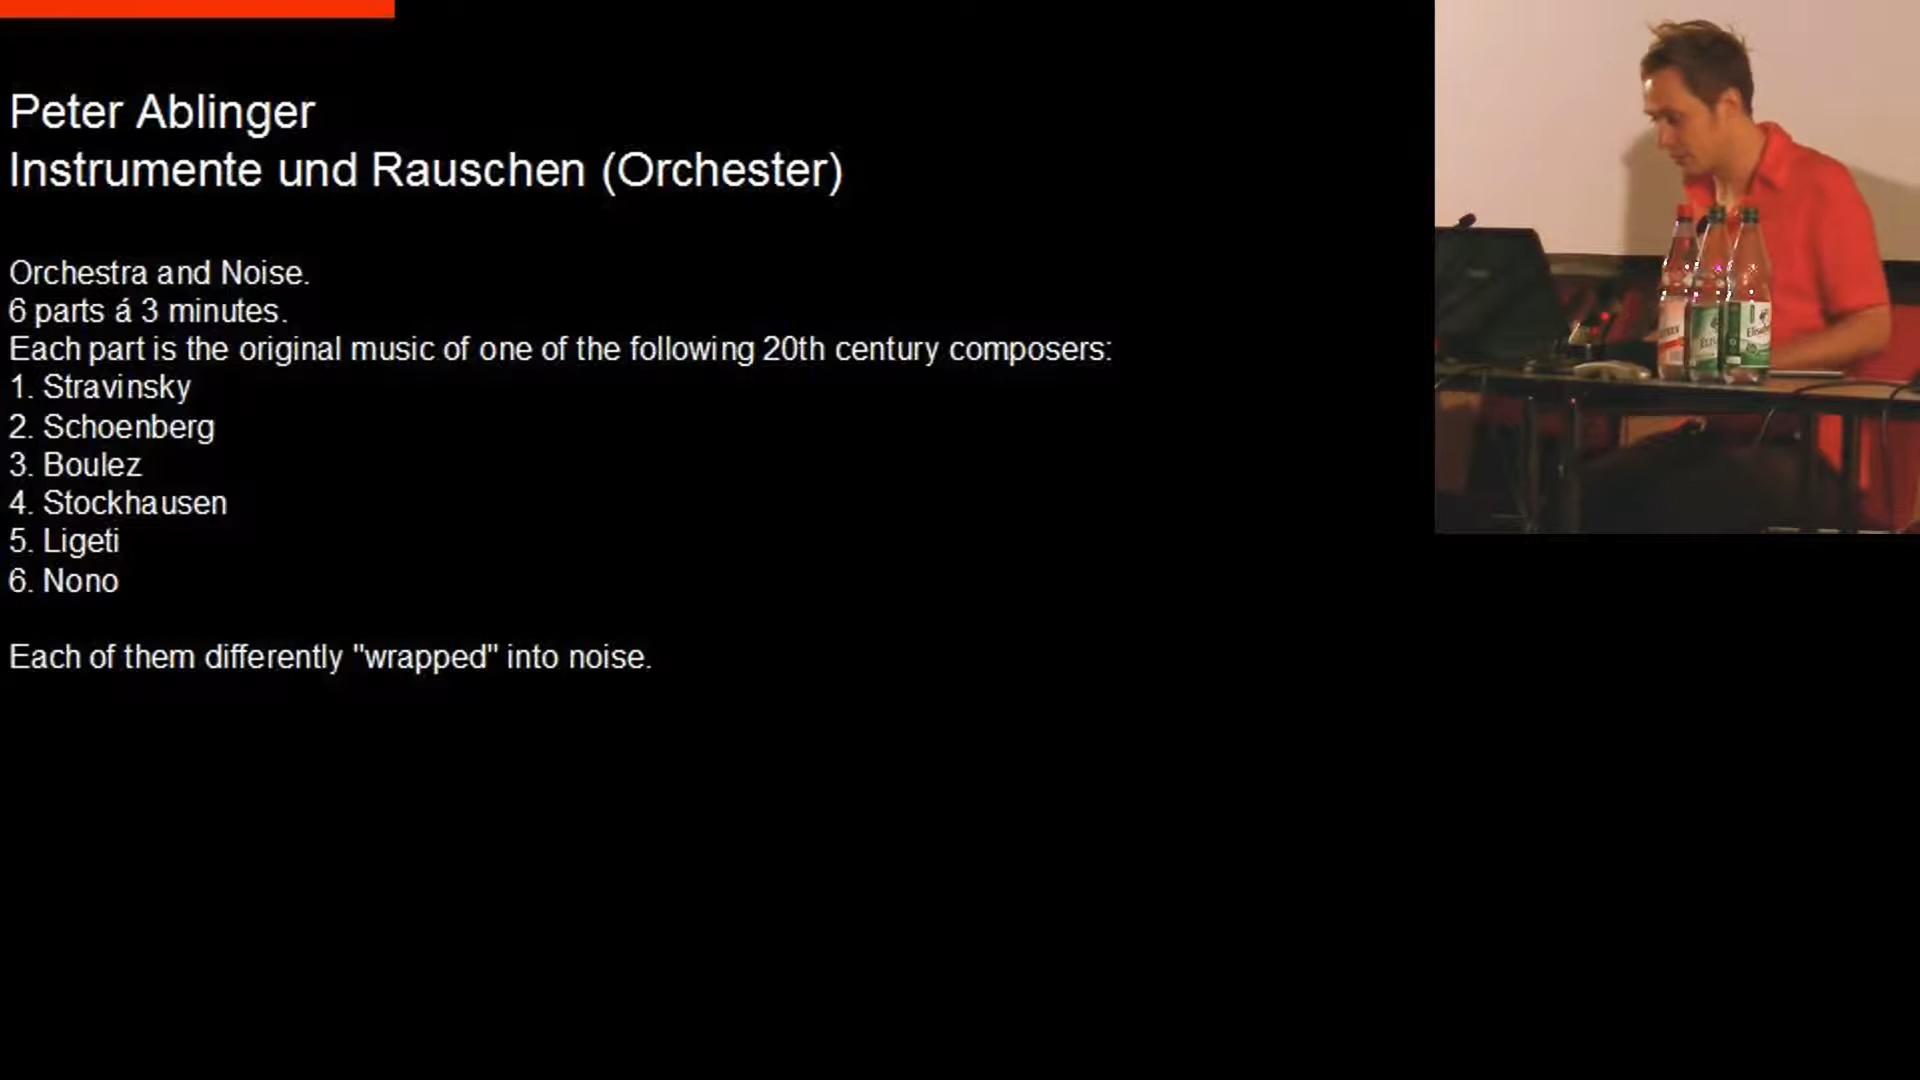 Peter Ablinger
Instrumente und Rauschen (Orchester)
Orchestra and Noise.
6 parts á 3 minutes.
Each part is the original music of one of the following 20th century composers:
1. Stravinsky
2. Schoenberg
3. Boulez
4. Stockhausen
5. Ligeti
6. Nono
Each of them differently "wrapped" into noise.